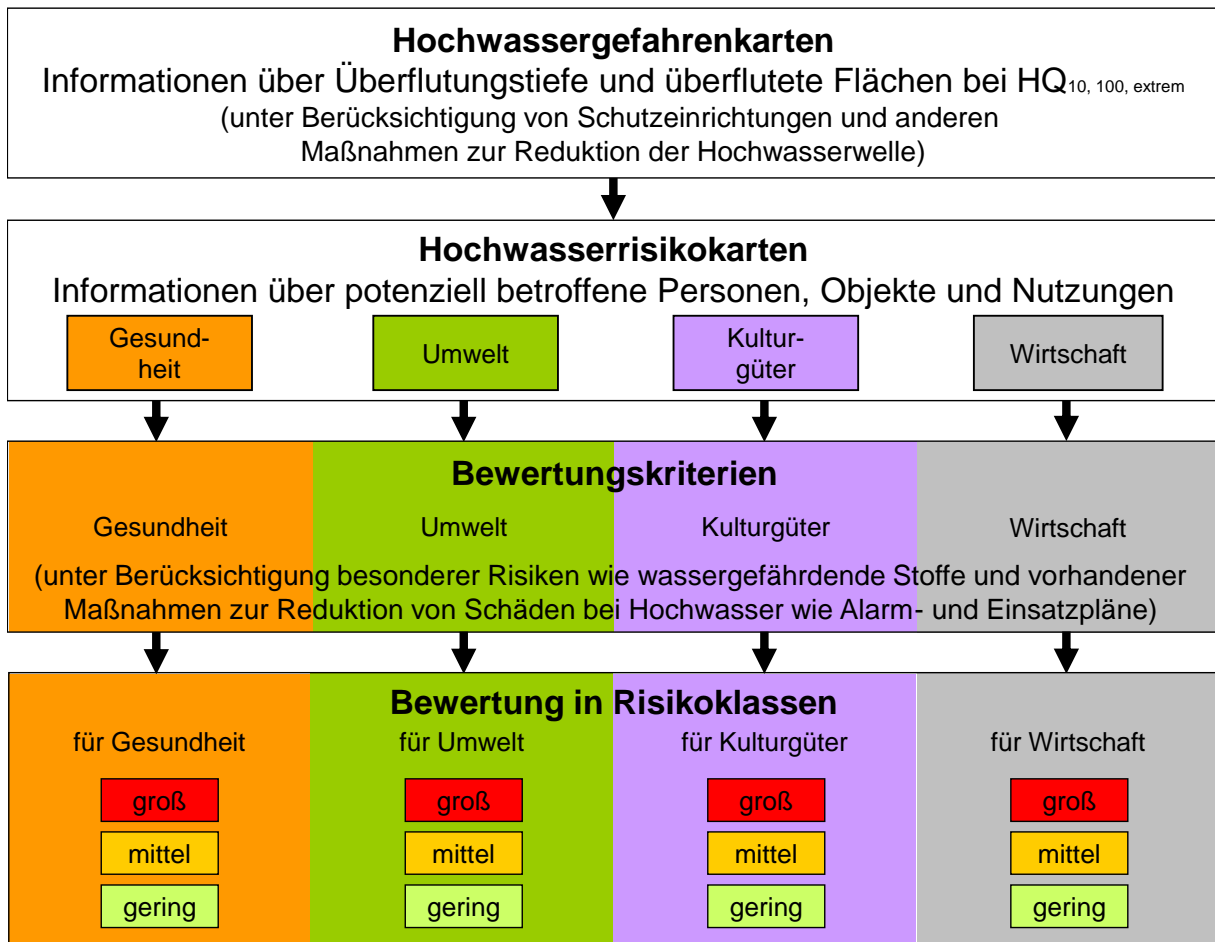 Hochwassergefahrenkarten
Informationen über Überflutungstiefe und überflutete Flächen bei HQ10, 100, extrem
(unter Berücksichtigung von Schutzeinrichtungen und anderen
Maßnahmen zur Reduktion der Hochwasserwelle)
Hochwasserrisikokarten
Informationen über potenziell betroffene Personen, Objekte und Nutzungen
Gesund-
heit
Umwelt
Kultur-
güter
Wirtschaft
Bewertungskriterien
Gesundheit
Umwelt
Kulturgüter
Wirtschaft
(unter Berücksichtigung besonderer Risiken wie wassergefährdende Stoffe und vorhandener
Maßnahmen zur Reduktion von Schäden bei Hochwasser wie Alarm- und Einsatzpläne)
Bewertung in Risikoklassen
für Gesundheit
für Umwelt
für Kulturgüter
für Wirtschaft
groß
groß
groß
groß
mittel
mittel
mittel
mittel
gering
gering
gering
gering